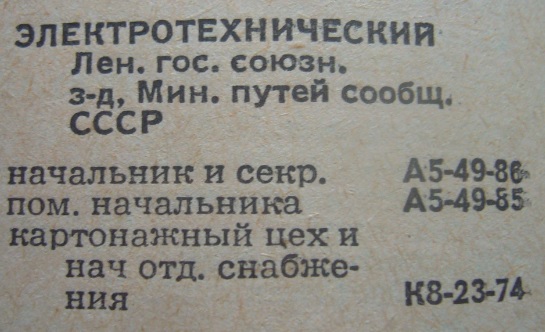 ЭЛЕКТРОТЕХНИЧЕСКИЙ
Лен. гос. союзн.
з-д, Мин. путей сообщ.
СССР
начальник и секр. А5-49-86
пом. начальника А5-49-85
картонажный цех и
нач отд. снабже-
ния К8-23-74